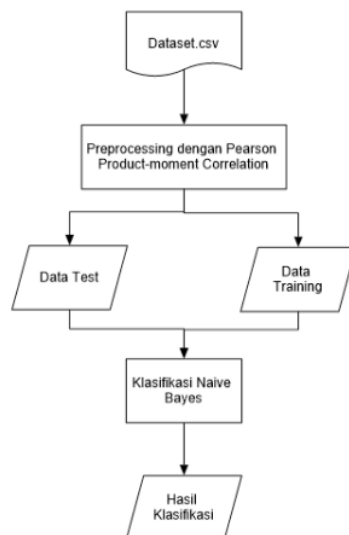 Dataset.csv
Preprocessing dengan Pearson
Product-moment Correlation
Data Test
Data
Training
Klasifikasi Naive
Bayes
Hasil
Klasifikasi